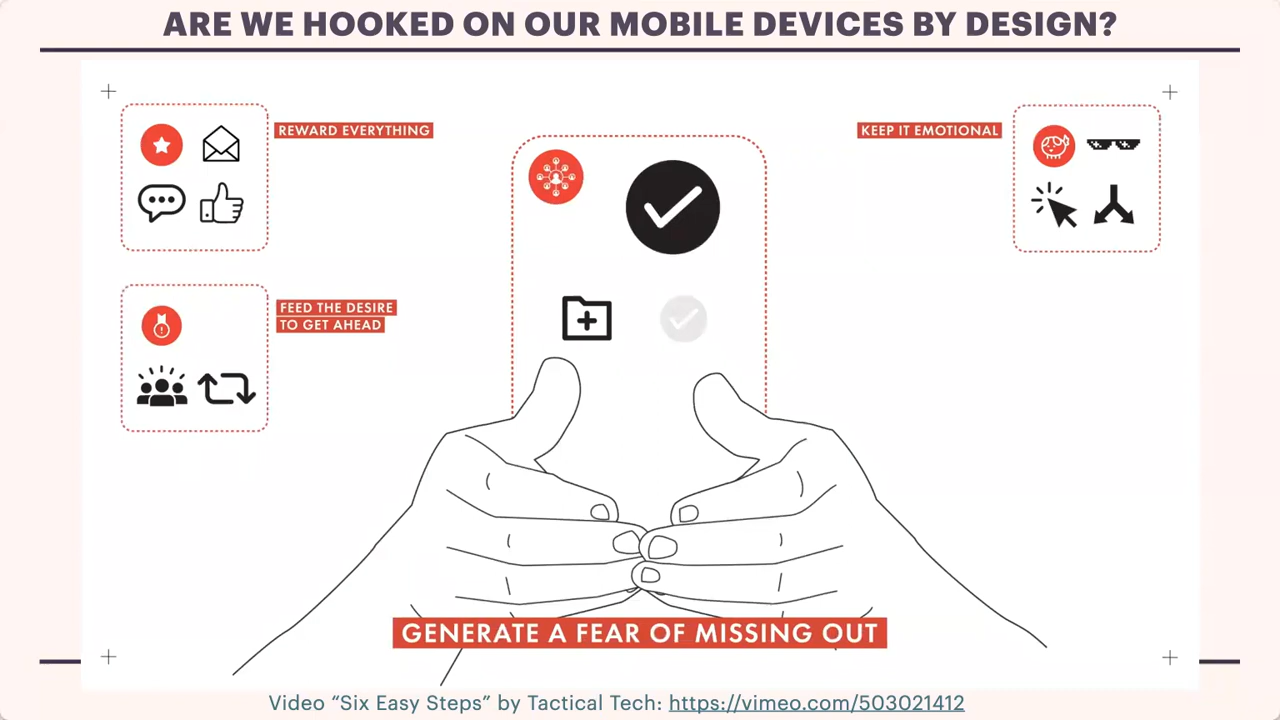 ARE WE HOOKED ON OUR MOBILE DEVICES BY DESIGN?
REWARD EVERYTHING
KEEP IT EMOTIONAL
FEED THE DESIRE
TO GET AHEAD
GENERATE A FEAR OF MISSING OUT
Video “Six Easy Steps” by Tactical Tech: https://vimeo.com/503021412